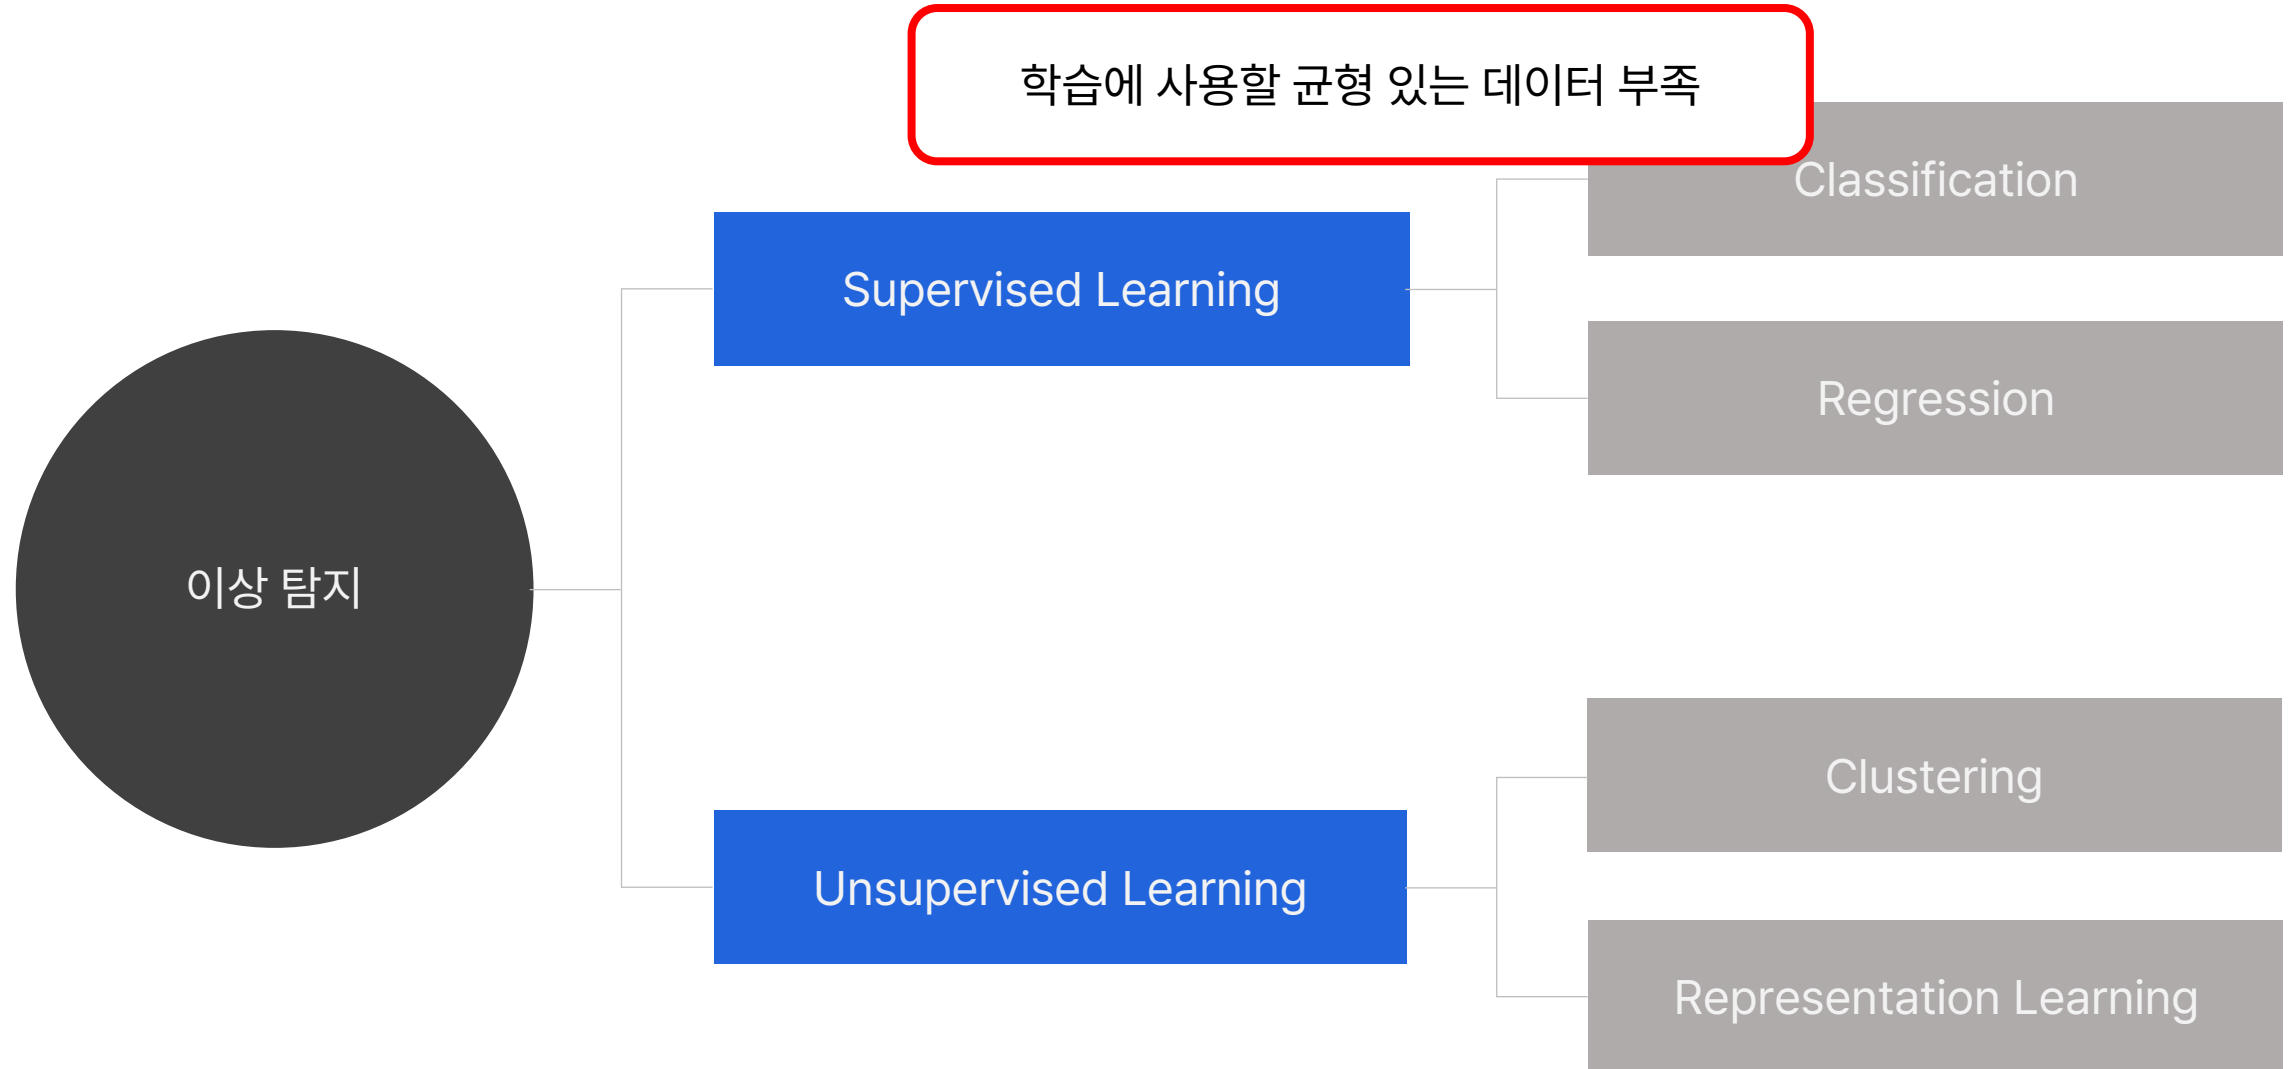 학습에 사용할 균형 있는 데이터 부족
Classification
Supervised Learning
Regression
이상 탐지
Clustering
Unsupervised Learning
Representation Learning